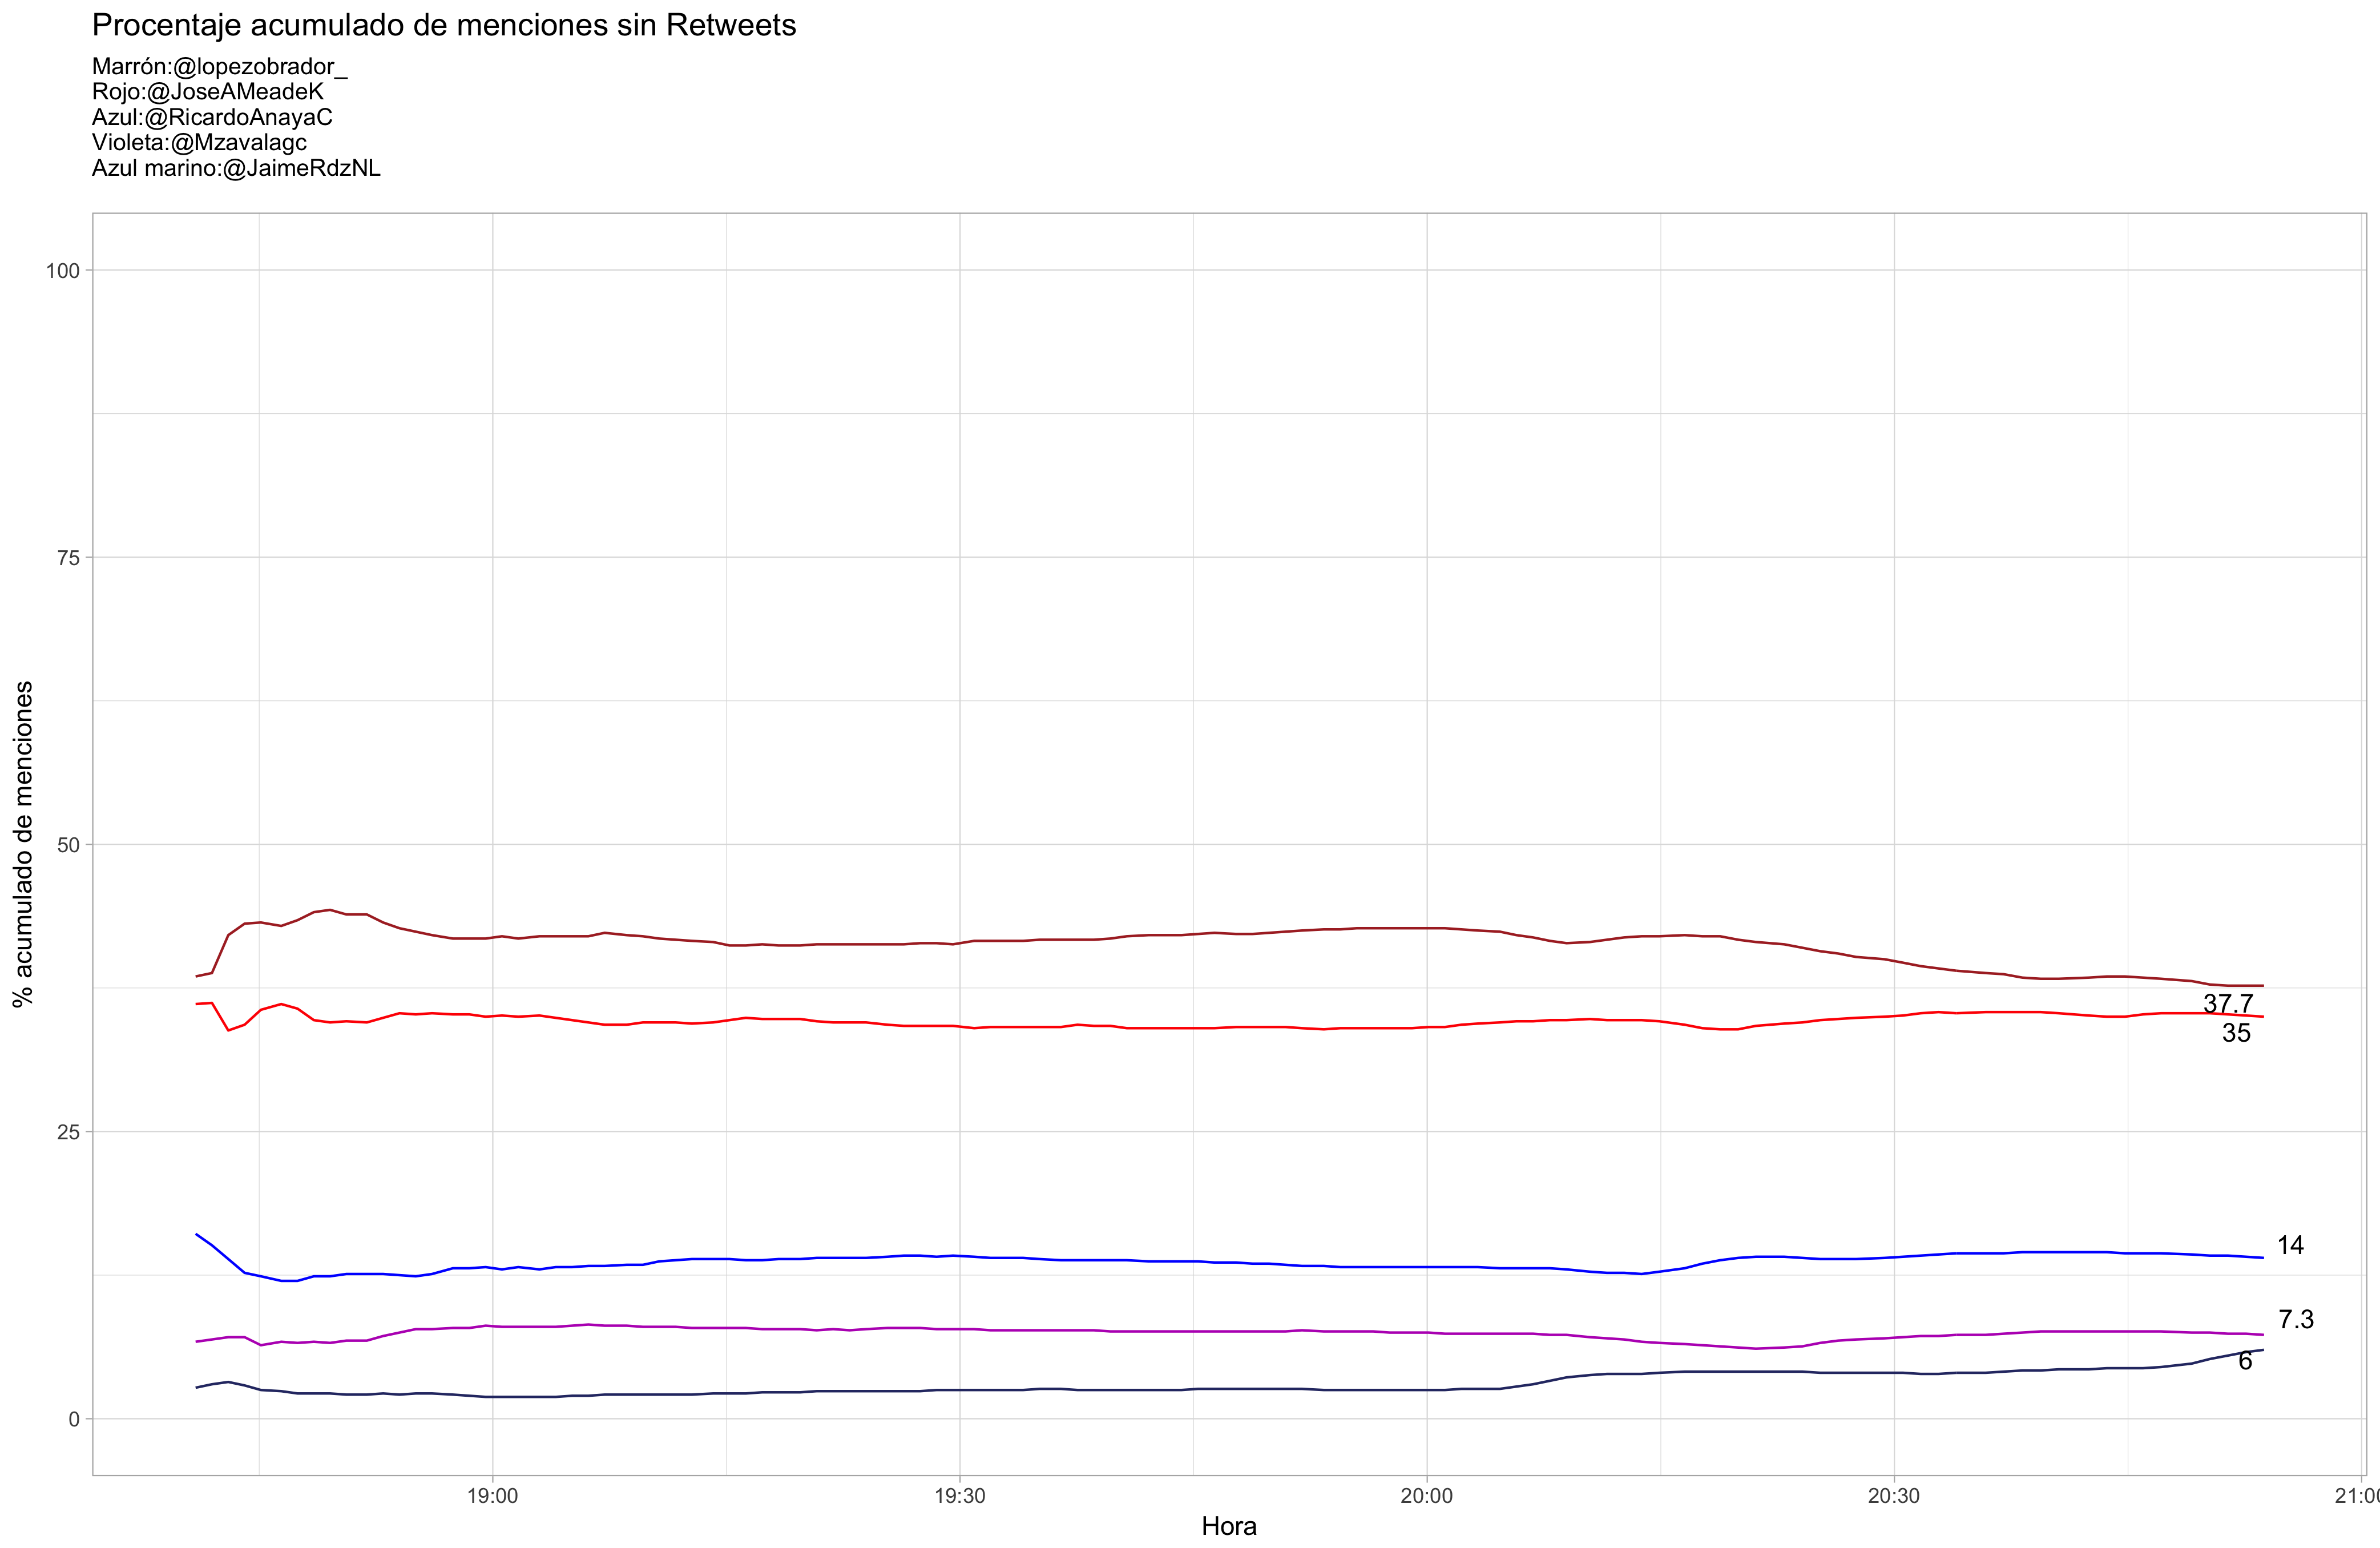 Procentaje acumulado de menciones sin Retweets
Marrón:@lopezobrador_
Rojo:@JoseAMeadeK
Azul:@RicardoAnayaC
Violeta:@Mzavalagc
Azul marino:@JaimeRdzNL
% acumulado de menciones
100
75
50
25
0
37.7
35
14
7.3
6
19:00
19:30
20:00
20:30
21:00
Hora